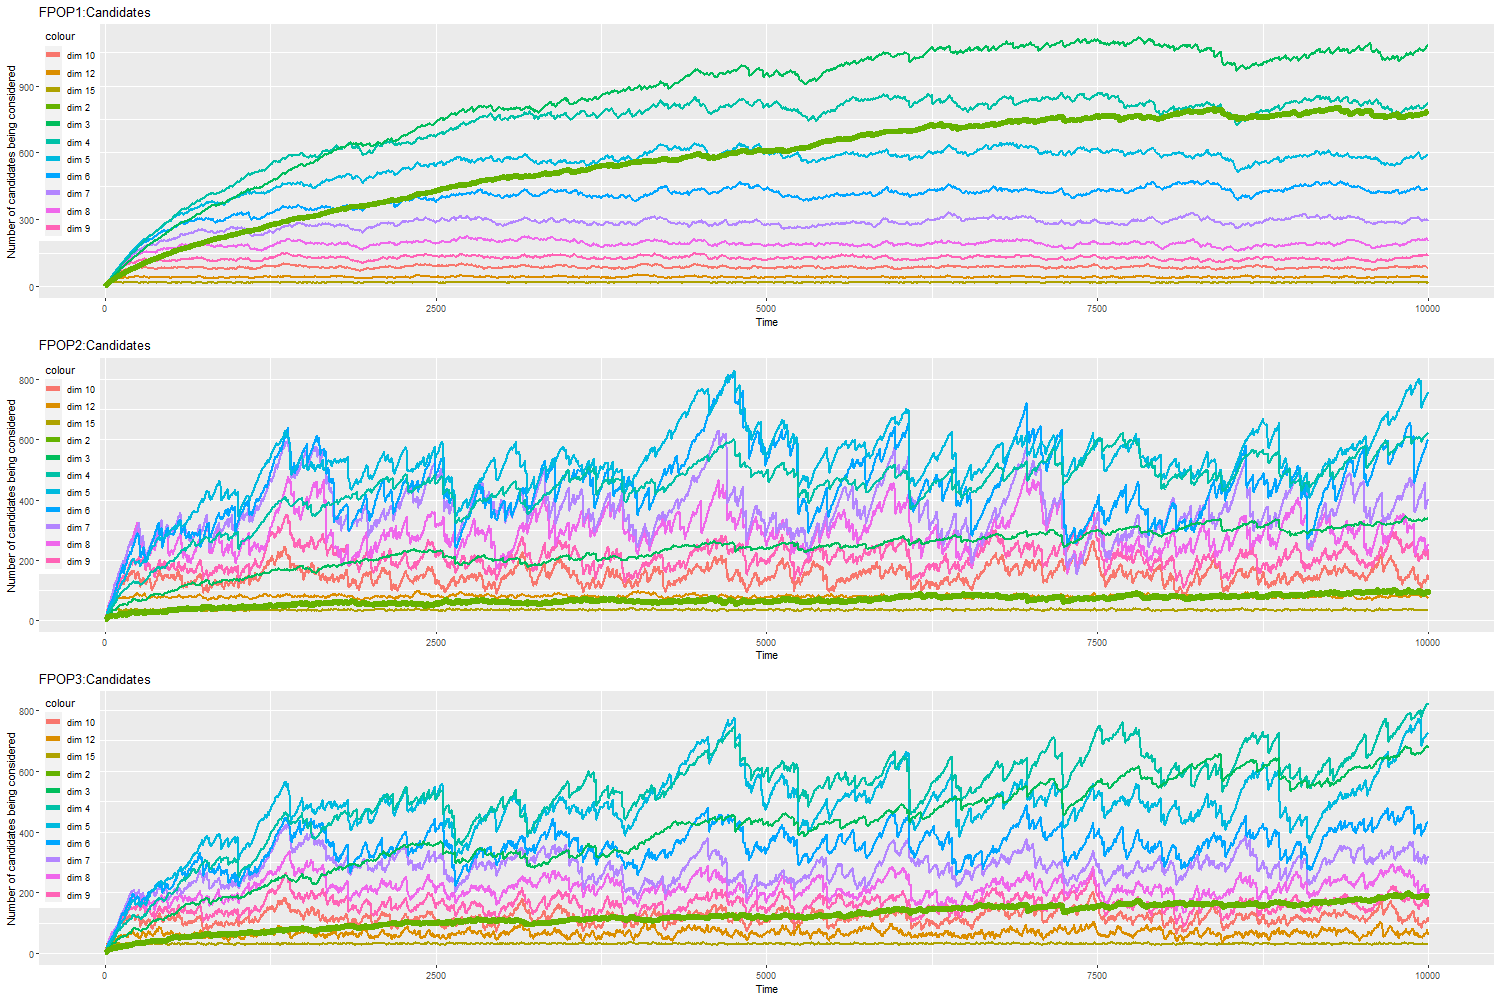 FPOP1:Candidates
colour
dim 10
dim 12
dim 15
dim 2
dim 3
dim 4
dim 5
dim 6
dim 7
dim 8
dim 9
Number of candidates being considered
900
600
300
0
0 2500 5000 7500 10000
Time
FPOP2:Candidates
colour
dim 10
dim 12
dim 15
dim 2
dim 3
dim 4
dim 5
dim 6
dim 7
dim 8
dim 9
Number of candidates being considered
800
600
400
200
0
0 2500 5000 7500 10000
Time
FPOP3:Candidates
colour
dim 10
dim 12
dim 15
dim 2
dim 3
dim 4
dim 5
dim 6
dim 7
dim 8
dim 9
Number of candidates being considered
800
600
400
200
0
0 2500 5000 7500 10000
Time